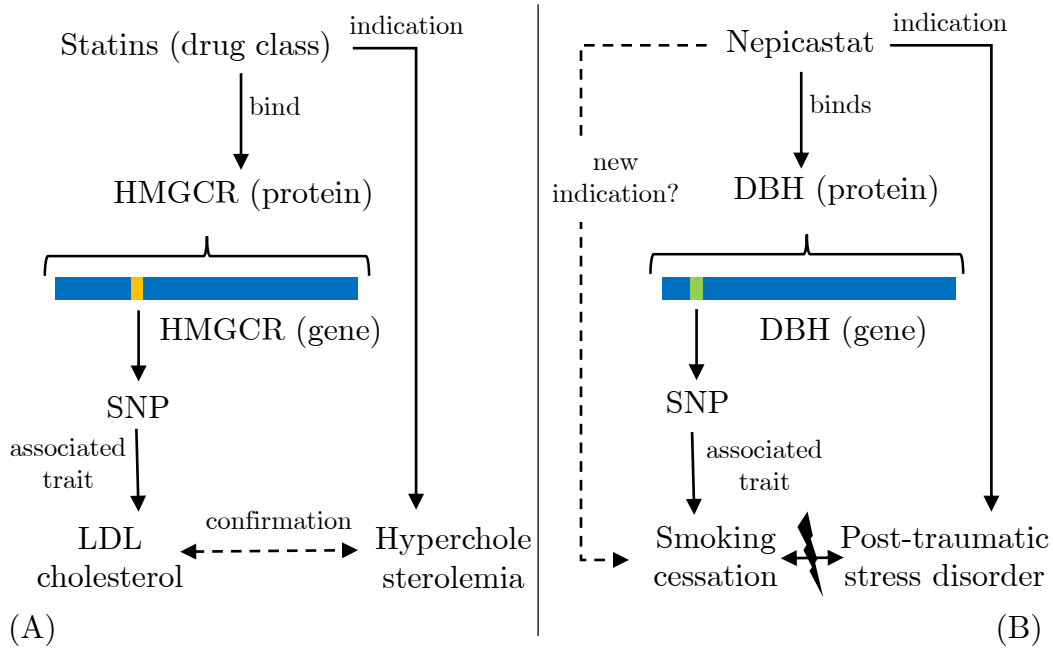 indication
Statins (drug class)
bind
HMGCR (protein)
HMGCR (gene)
SNP
associated
trait
confirmation
LDL
cholesterol
Hyperchole
sterolemia
(A)
indication
Nepicastat
binds
new
indication?
DBH (protein)
DBH (gene)
SNP
associated
trait
Smoking
cessation
Post-traumatic
stress disorder
(B)